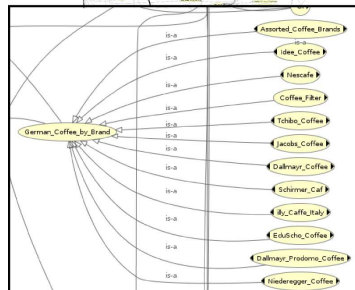 Assorted_Coffee_Brands
is-a
is-a
Idee_Coffee
is-a
Nescafe
is-a
Coffee_Filter
is-a
Tchibo_Coffee
German_Coffee_by_Brand
is-a
is-a
Jacobs_Coffee
is-a
Dallmayr_Coffee
is-a
Schirmer_Caf
is-a
illy_Caffe_Italy
is-a
EduScho_Coffee
is-a
Dallmayr_Prodomo_Coffee
is-a
Niederegger_Coffee